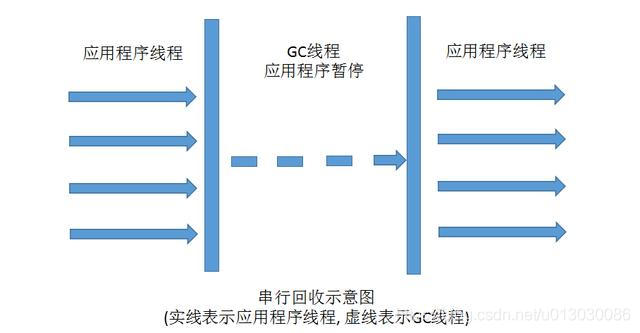 应用程序线程
GC线程
应用程序暂停
应用程序线程
串行回收示意图
(实线表示应用程序线程, 虚线表示GC线程)
csdn.net/u013030086